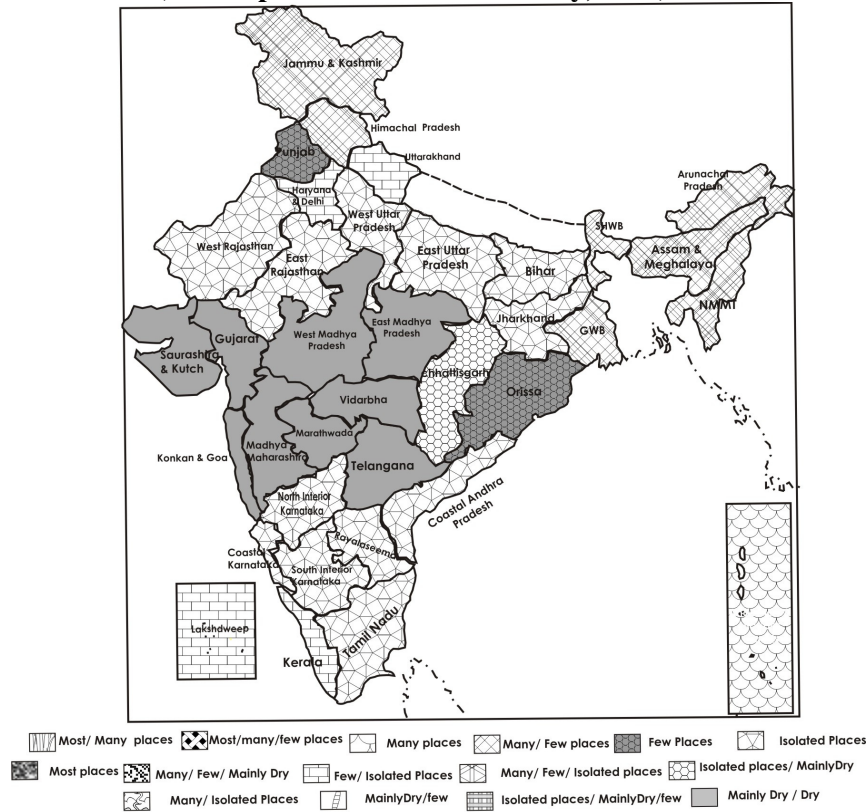 Jammu & Kashmir
Himachal Pradesh
Punjab
Uttarakhand
Haryana
& Delhi
Arunachal
Pradesh
West Uttar
Pradesh
SHWB
West Rajasthan
East
Rajasthan
East Uttar
Pradesh
Bihar
Assam &
Meghalaya
NMMT
Jharkhand
GWB
Gujarat
West Madhya
Pradesh
East Madhya
Pradesh
Saurashtra
& Kutch
Chhattisgarh
Orissa
Vidarbha
Marathwada
Madhya
Maharashtra
Konkan & Goa
Telangana
North Interior
Karnataka
Coastal Andhra
Pradesh
Rayalaseema
Coastal
Karnataka
South Interior
Karnataka
Lakshdweep
Tamil Nadu
Kerala
Most/ Many places
Most/many/few places
Many places
Many/ Few places
Few Places
Isolated Places
Most places
Many/ Few/ Mainly Dry
Few/ Isolated Places
Many/ Few/ Isolated places
Isolated places/ MainlyDry
Many/ Isolated Places
MainlyDry/few
Isolated places/ MainlyDry/few
Mainly Dry / Dry